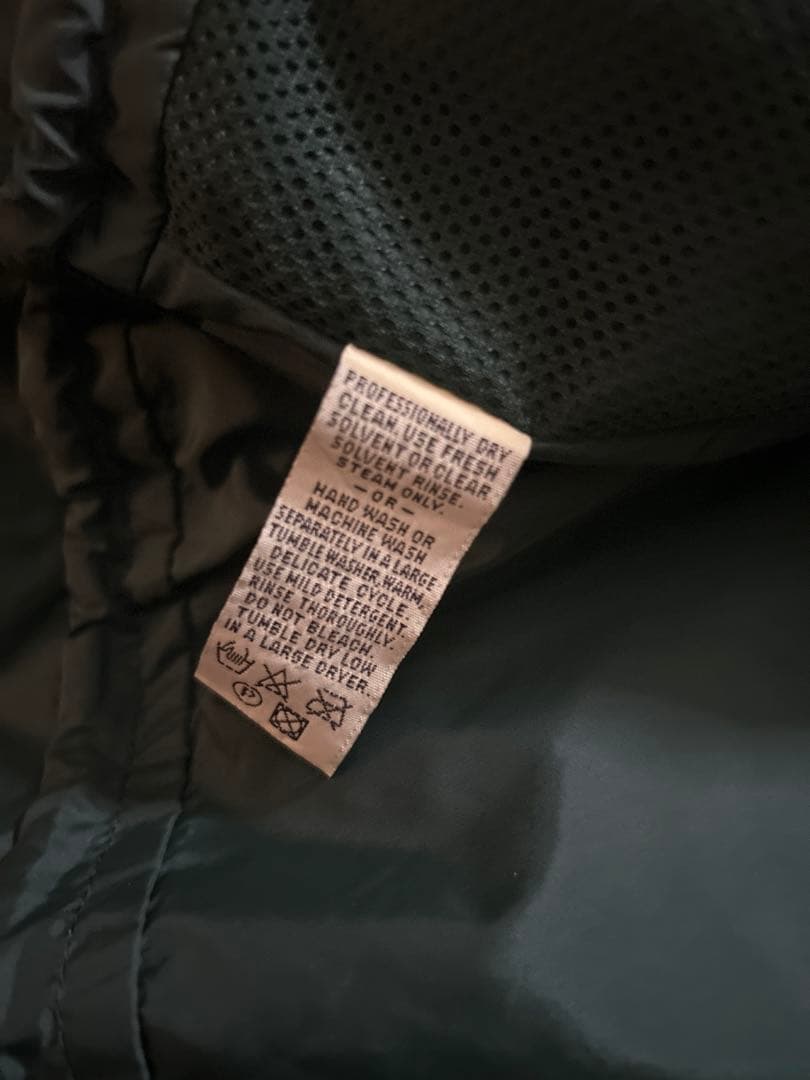 PROFESSIONALLY DRY
CLEAN. USE FRESH
SOLVENT OR CLEAR
SOLVENT RINSE.
STEAM ONLY.
– OR –
HAND WASH OR
MACHINE WASH
SEPARATELY IN A LARGE
TUMBLE WASHER. WARM,
DELICATE CYCLE.
USE MILD DETERGENT.
RINSE THOROUGHLY.
DO NOT BLEACH.
TUMBLE DRY LOW
IN A LARGE DRYER.